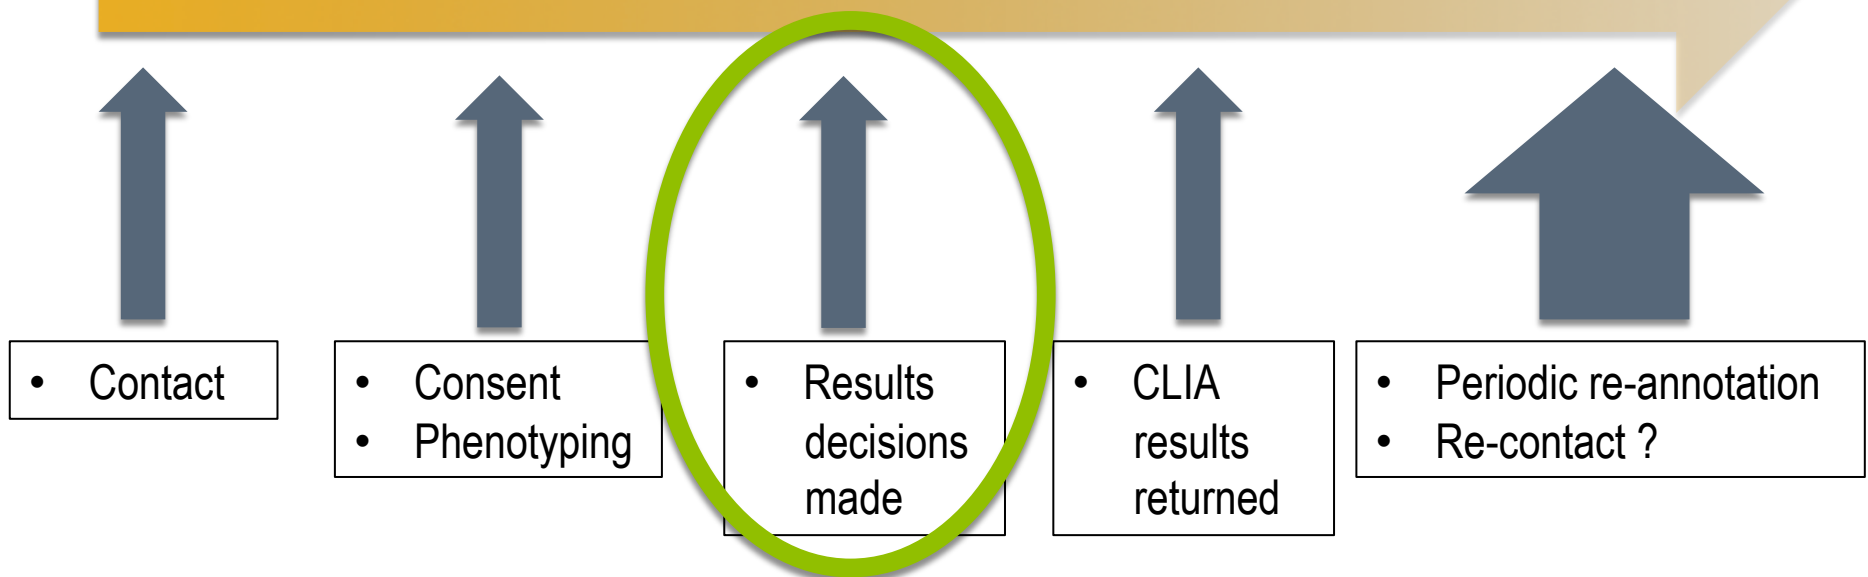 • Contact
• Consent
• Phenotyping
• Results
decisions
made
• CLIA
results
returned
• Periodic re-annotation
• Re-contact ?